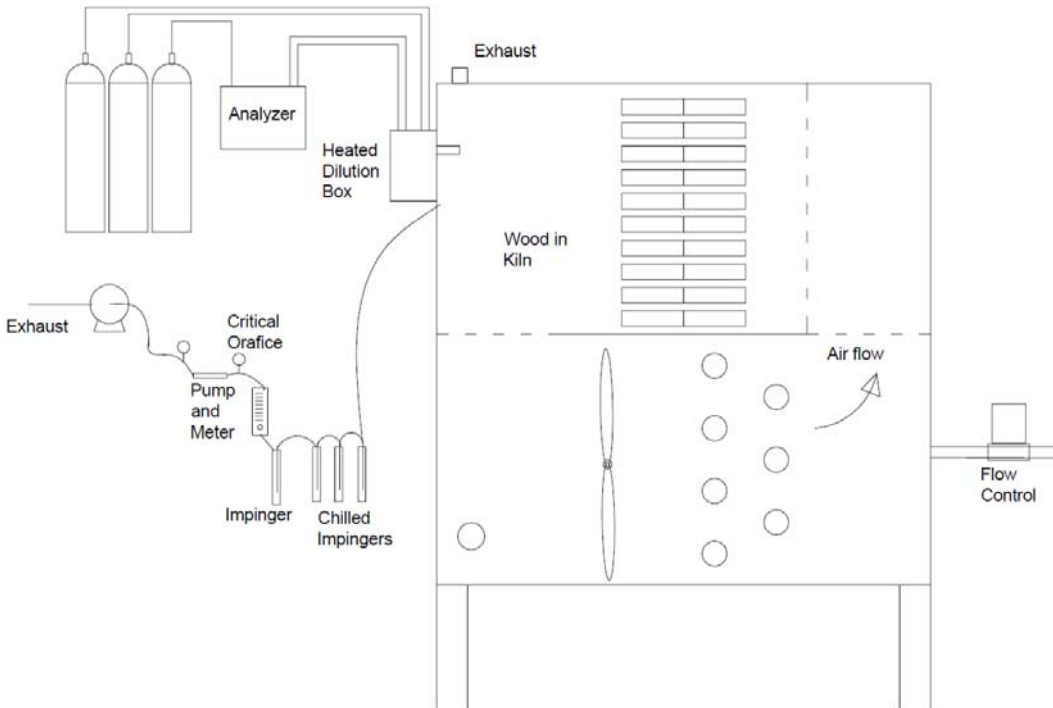 Exhaust
Analyzer
Heated
Dilution
Box
Wood in
Kiln
Exhaust
Critical
Orafice
Pump
and
Meter
Air flow
Impinger
Chilled
Impingers
Flow
Control